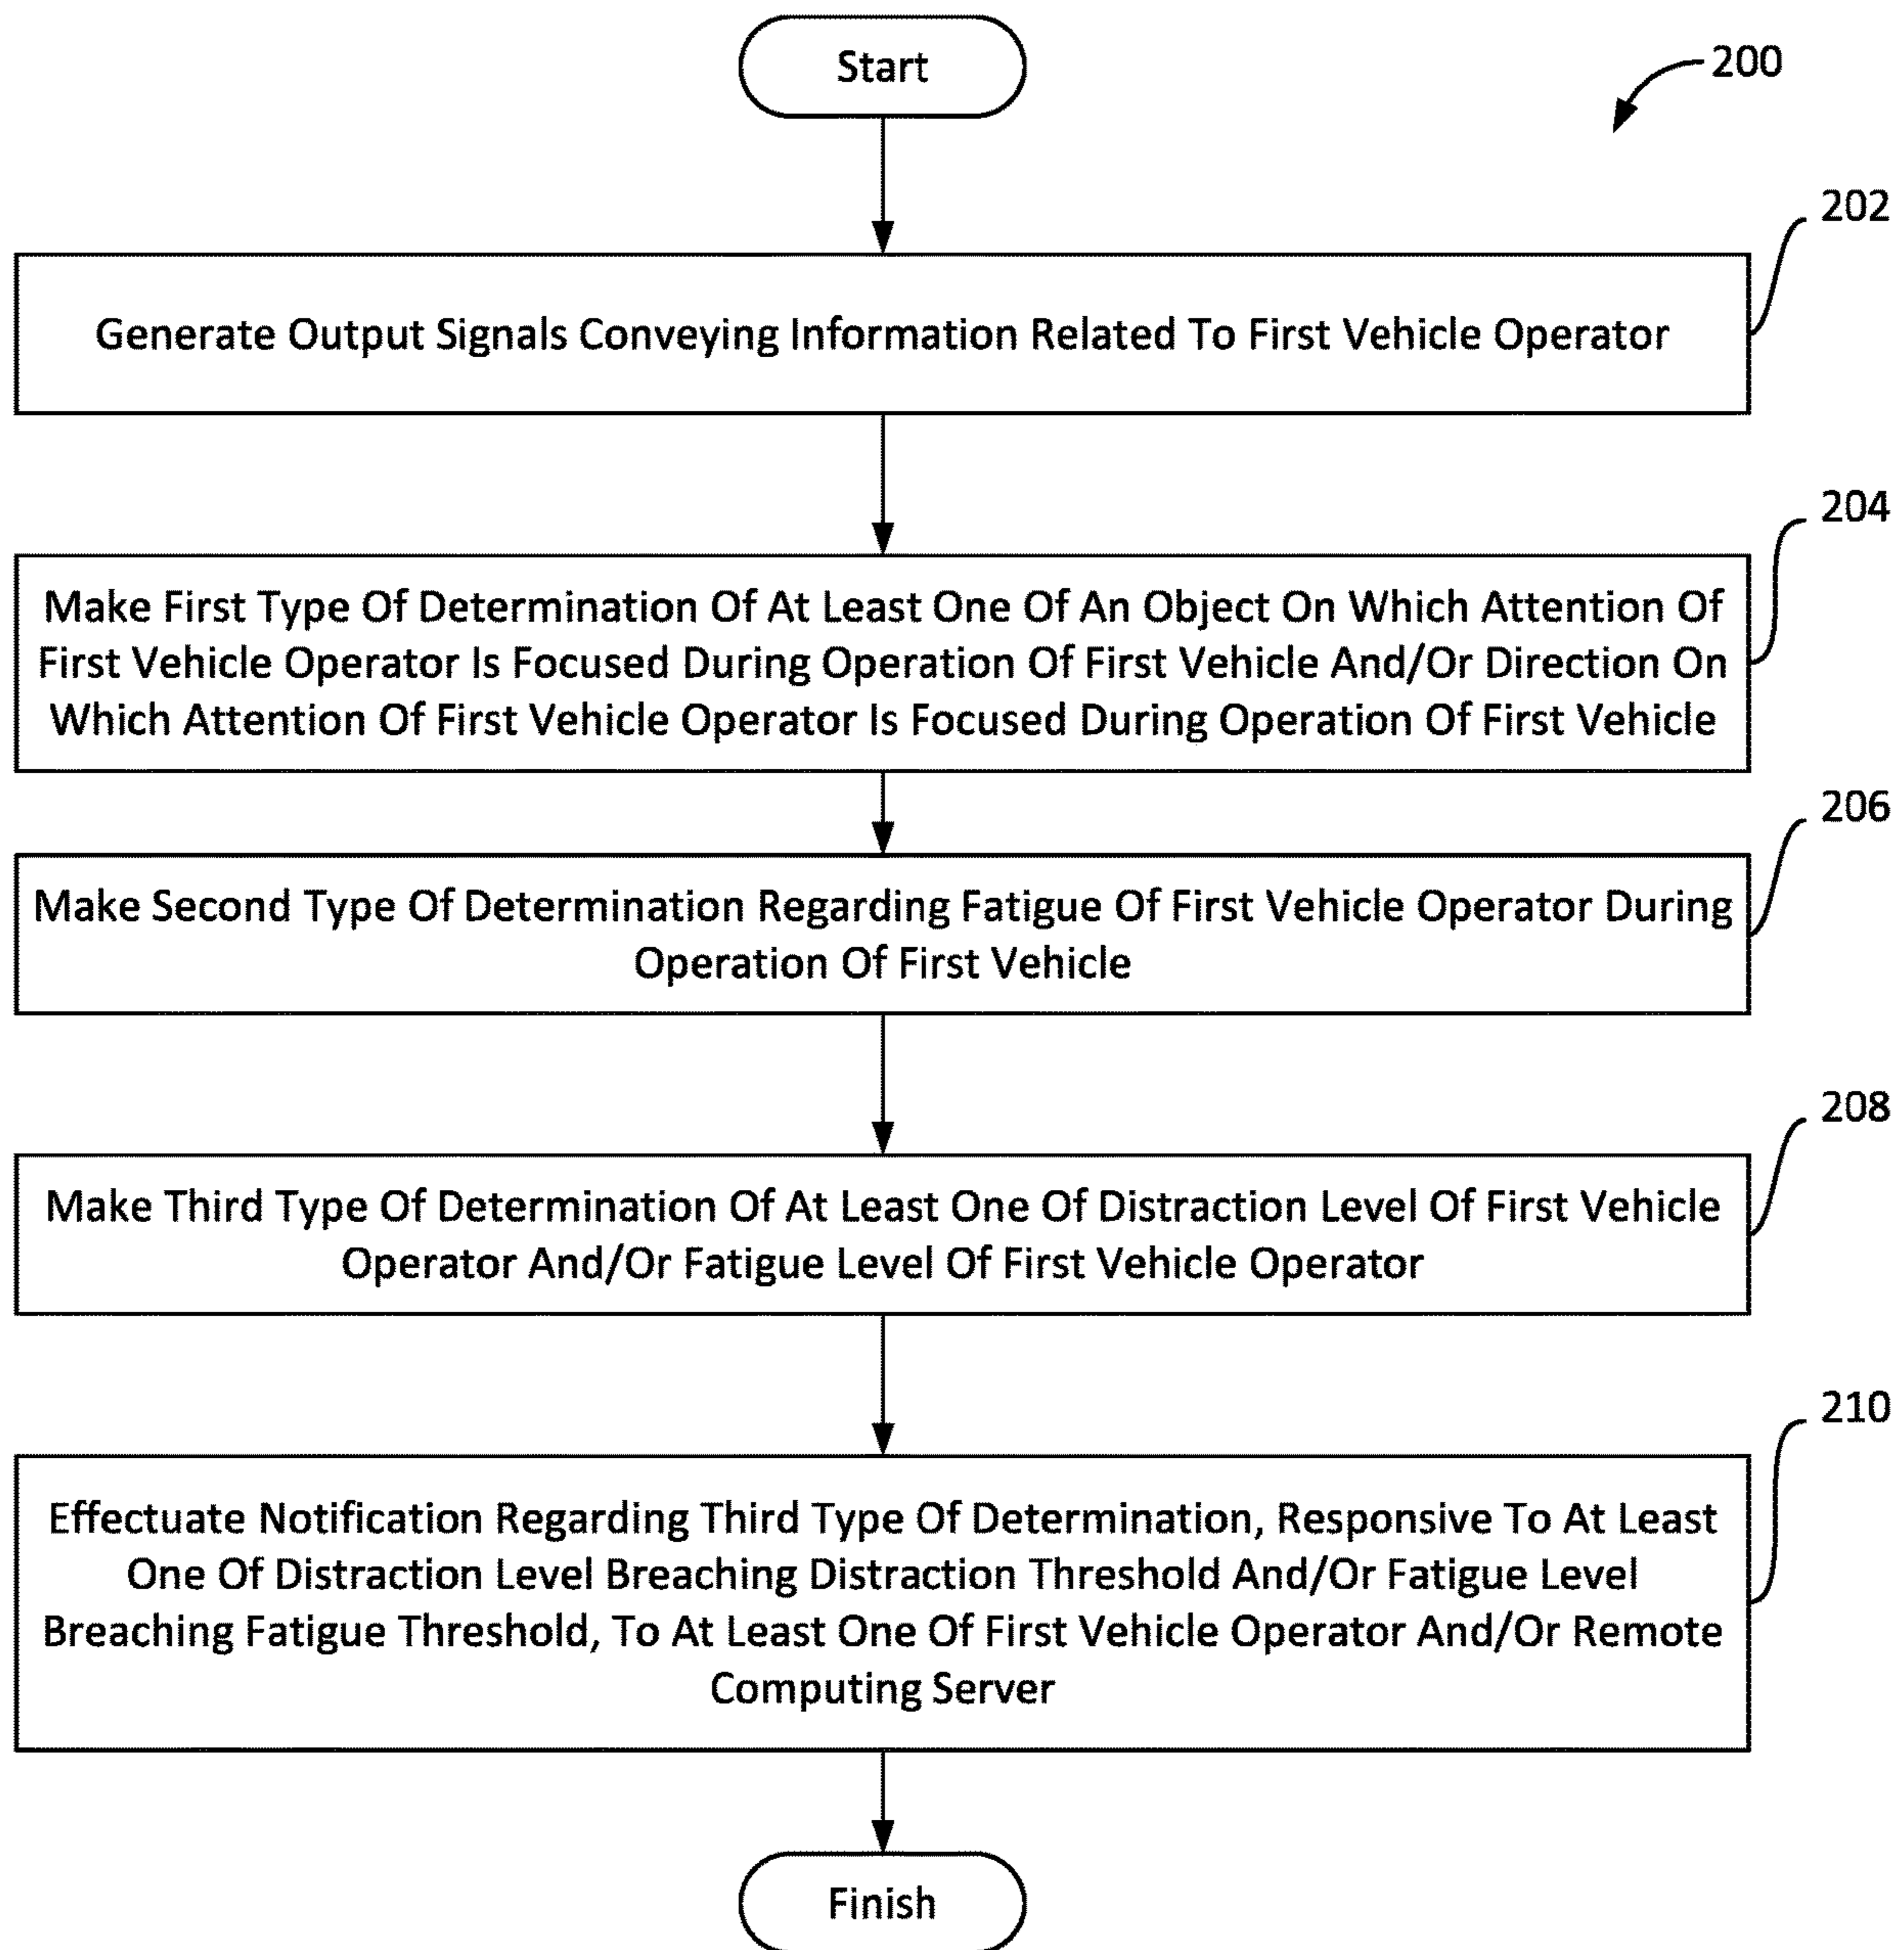 Start
200
202
Generate Output Signals Conveying Information Related To First Vehicle Operator
204
Make First Type Of Determination Of At Least One Of An Object On Which Attention Of
First Vehicle Operator Is Focused During Operation Of First Vehicle And/Or Direction On
Which Attention Of First Vehicle Operator Is Focused During Operation Of First Vehicle
206
Make Second Type Of Determination Regarding Fatigue Of First Vehicle Operator During
Operation Of First Vehicle
208
Make Third Type Of Determination Of At Least One Of Distraction Level Of First Vehicle
Operator And/Or Fatigue Level Of First Vehicle Operator
210
Effectuate Notification Regarding Third Type Of Determination, Responsive To At Least
One Of Distraction Level Breaching Distraction Threshold And/Or Fatigue Level
Breaching Fatigue Threshold, To At Least One Of First Vehicle Operator And/Or Remote
Computing Server
Finish